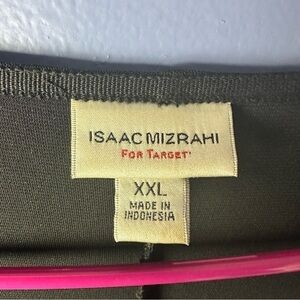 ISAAC MIZRAHI
FOR TARGET
XXL
MADE IN
INDONESIA